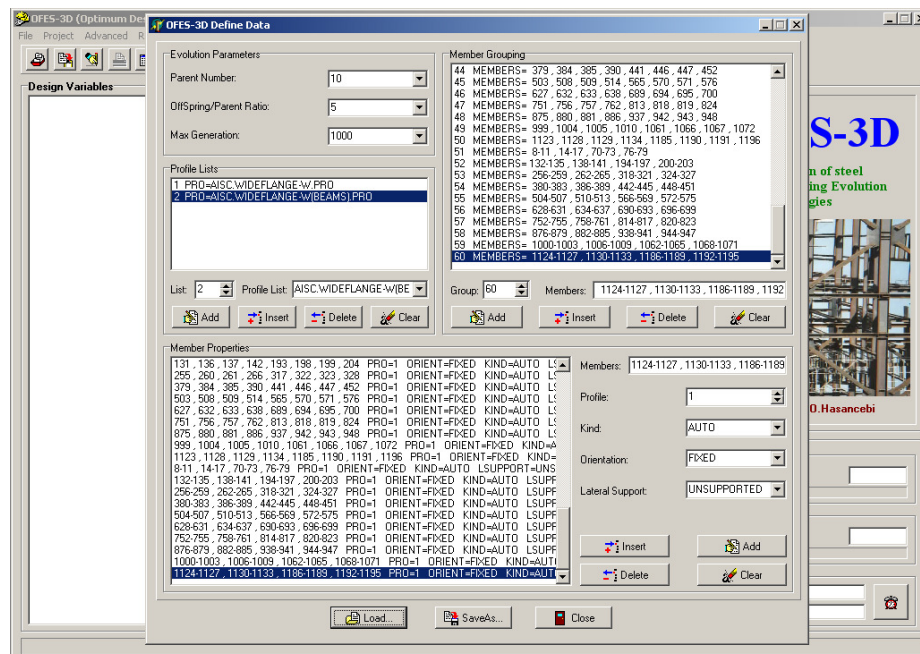 OFES-3D (Optimum De
File Project Advanced R
Design Variables
OFES-3D Define Data
Evolution Parameters
Parent Number: 10
OffSpring/Parent Ratio: 5
Max Generation: 1000
Profile Lists
1 PRO=AISC.WIDEFLANGE-W.PRO
2 PRO=AISC.WIDEFLANGE-W(BEAMS).PRO
List: 2 Profile List: AISC.WIDEFLANGE-W(BE
Add Insert Delete Clear
Member Grouping
44 MEMBERS= 379 , 384 , 385 , 390 , 441 , 446 , 447 , 452
45 MEMBERS= 503 , 508 , 509 , 514 , 565 , 570 , 571 , 576
46 MEMBERS= 627 , 632 , 633 , 638 , 689 , 694 , 695 , 700
47 MEMBERS= 751 , 756 , 757 , 762 , 813 , 818 , 819 , 824
48 MEMBERS= 875 , 880 , 881 , 886 , 937 , 942 , 943 , 948
49 MEMBERS= 999 , 1004 , 1005 , 1010 , 1061 , 1066 , 1067 , 1072
50 MEMBERS= 1123 , 1128 , 1129 , 1134 , 1185 , 1190 , 1191 , 1196
51 MEMBERS= 8-11 , 14-17 , 70-73 , 76-79
52 MEMBERS= 132-135 , 138-141 , 194-197 , 200-203
53 MEMBERS= 256-259 , 262-265 , 318-321 , 324-327
54 MEMBERS= 380-383 , 386-389 , 442-445 , 448-451
55 MEMBERS= 504-507 , 510-513 , 566-569 , 572-575
56 MEMBERS= 628-631 , 634-637 , 690-693 , 696-699
57 MEMBERS= 752-755 , 758-761 , 814-817 , 820-823
58 MEMBERS= 876-879 , 882-885 , 938-941 , 944-947
59 MEMBERS= 1000-1003 , 1006-1009 , 1062-1065 , 1068-1071
60 MEMBERS= 1124-1127 , 1130-1133 , 1186-1189 , 1192-1195
Group: 60 Members: 1124-1127 , 1130-1133 , 1186-1189 , 1192
Add Insert Delete Clear
Member Properties
131 , 136 , 137 , 142 , 193 , 198 , 199 , 204 PRO=1 ORIENT=FIXED KIND=AUTO LS
255 , 260 , 261 , 266 , 317 , 322 , 323 , 328 PRO=1 ORIENT=FIXED KIND=AUTO LS
379 , 384 , 385 , 390 , 441 , 446 , 447 , 452 PRO=1 ORIENT=FIXED KIND=AUTO LS
503 , 508 , 509 , 514 , 565 , 570 , 571 , 576 PRO=1 ORIENT=FIXED KIND=AUTO LS
627 , 632 , 633 , 638 , 689 , 694 , 695 , 700 PRO=1 ORIENT=FIXED KIND=AUTO LS
751 , 756 , 757 , 762 , 813 , 818 , 819 , 824 PRO=1 ORIENT=FIXED KIND=AUTO LS
875 , 880 , 881 , 886 , 937 , 942 , 943 , 948 PRO=1 ORIENT=FIXED KIND=AUTO LS
999 , 1004 , 1005 , 1010 , 1061 , 1066 , 1067 , 1072 PRO=1 ORIENT=FIXED KIND=A
1123 , 1128 , 1129 , 1134 , 1185 , 1190 , 1191 , 1196 PRO=1 ORIENT=FIXED KIND=
8-11 , 14-17 , 70-73 , 76-79 PRO=1 ORIENT=FIXED KIND=AUTO LSUPPORT=UNS
132-135 , 138-141 , 194-197 , 200-203 PRO=1 ORIENT=FIXED KIND=AUTO LSUPF
256-259 , 262-265 , 318-321 , 324-327 PRO=1 ORIENT=FIXED KIND=AUTO LSUPF
380-383 , 386-389 , 442-445 , 448-451 PRO=1 ORIENT=FIXED KIND=AUTO LSUPF
504-507 , 510-513 , 566-569 , 572-575 PRO=1 ORIENT=FIXED KIND=AUTO LSUPF
628-631 , 634-637 , 690-693 , 696-699 PRO=1 ORIENT=FIXED KIND=AUTO LSUPF
752-755 , 758-761 , 814-817 , 820-823 PRO=1 ORIENT=FIXED KIND=AUTO LSUPF
876-879 , 882-885 , 938-941 , 944-947 PRO=1 ORIENT=FIXED KIND=AUTO LSUPF
1000-1003 , 1006-1009 , 1062-1065 , 1068-1071 PRO=1 ORIENT=FIXED KIND=AUT
1124-1127 , 1130-1133 , 1186-1189 , 1192-1195 PRO=1 ORIENT=FIXED KIND=AUT
Members: 1124-1127 , 1130-1133 , 1186-1189
Profile: 1
Kind: AUTO
Orientation: FIXED
Lateral Support: UNSUPPORTED
Insert Add
Delete Clear
Load... SaveAs... Close
S-3D
n of steel
ing Evolution
gies
O.Hasancebi